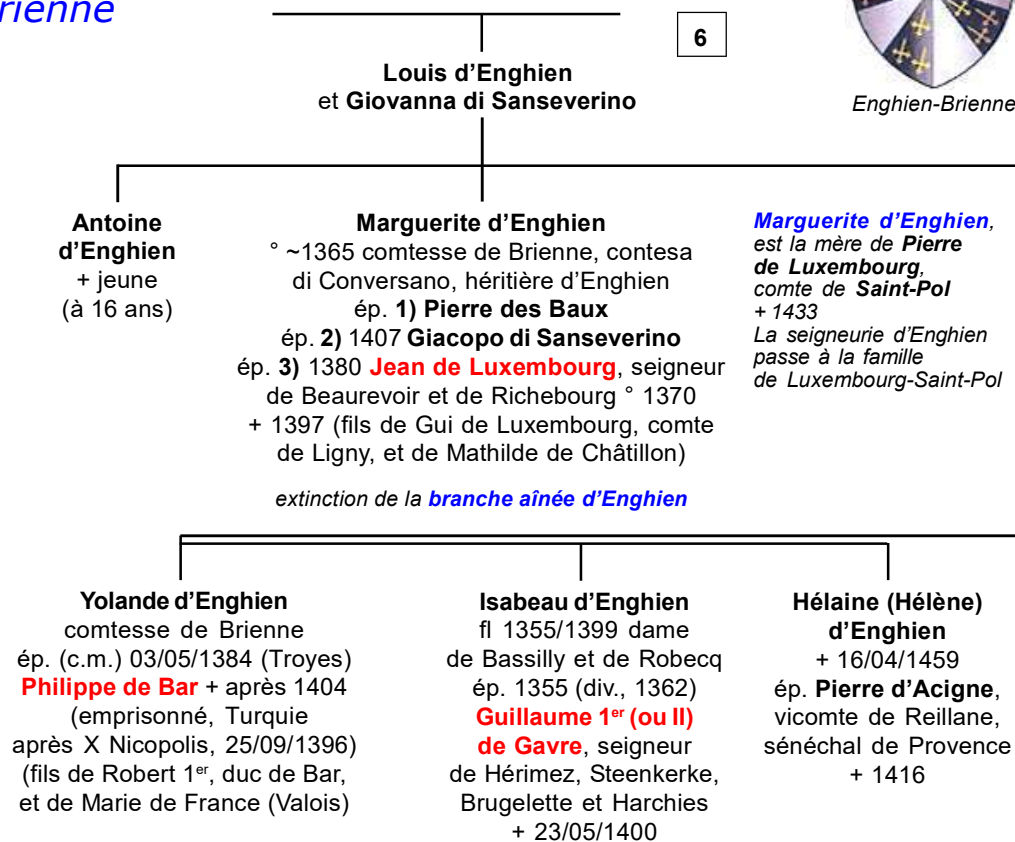 rienne
6
Louis d’Enghien
et Giovanna di Sanseverino
Enghien-Brienne
Antoine
d’Enghien
+ jeune
(à 16 ans)
Marguerite d’Enghien
° ~1365 comtesse de Brienne, contesa
di Conversano, héritière d’Enghien
ép. 1) Pierre des Baux
ép. 2) 1407 Giacopo di Sanseverino
ép. 3) 1380 Jean de Luxembourg, seigneur
de Beaurevoir et de Richebourg ° 1370
+ 1397 (fils de Gui de Luxembourg, comte
de Ligny, et de Mathilde de Châtillon)
Marguerite d’Enghien,
est la mère de Pierre
de Luxembourg,
comte de Saint-Pol
+ 1433
La seigneurie d’Enghien
passe à la famille
de Luxembourg-Saint-Pol
extinction de la branche aînée d’Enghien
Yolande d’Enghien
comtesse de Brienne
ép. (c.m.) 03/05/1384 (Troyes)
Philippe de Bar + après 1404
(emprisonné, Turquie
après X Nicopolis, 25/09/1396)
(fils de Robert 1er, duc de Bar,
et de Marie de France (Valois)
Isabeau d’Enghien
fl 1355/1399 dame
de Bassilly et de Robecq
ép. 1355 (div., 1362)
Guillaume 1er (ou II)
de Gavre, seigneur
de Hérimez, Steenkerke,
Brugelette et Harchies
+ 23/05/1400
Hélaine (Hélène)
d’Enghien
+ 16/04/1459
ép. Pierre d’Acigne,
vicomte de Reillane,
sénéchal de Provence
+ 1416